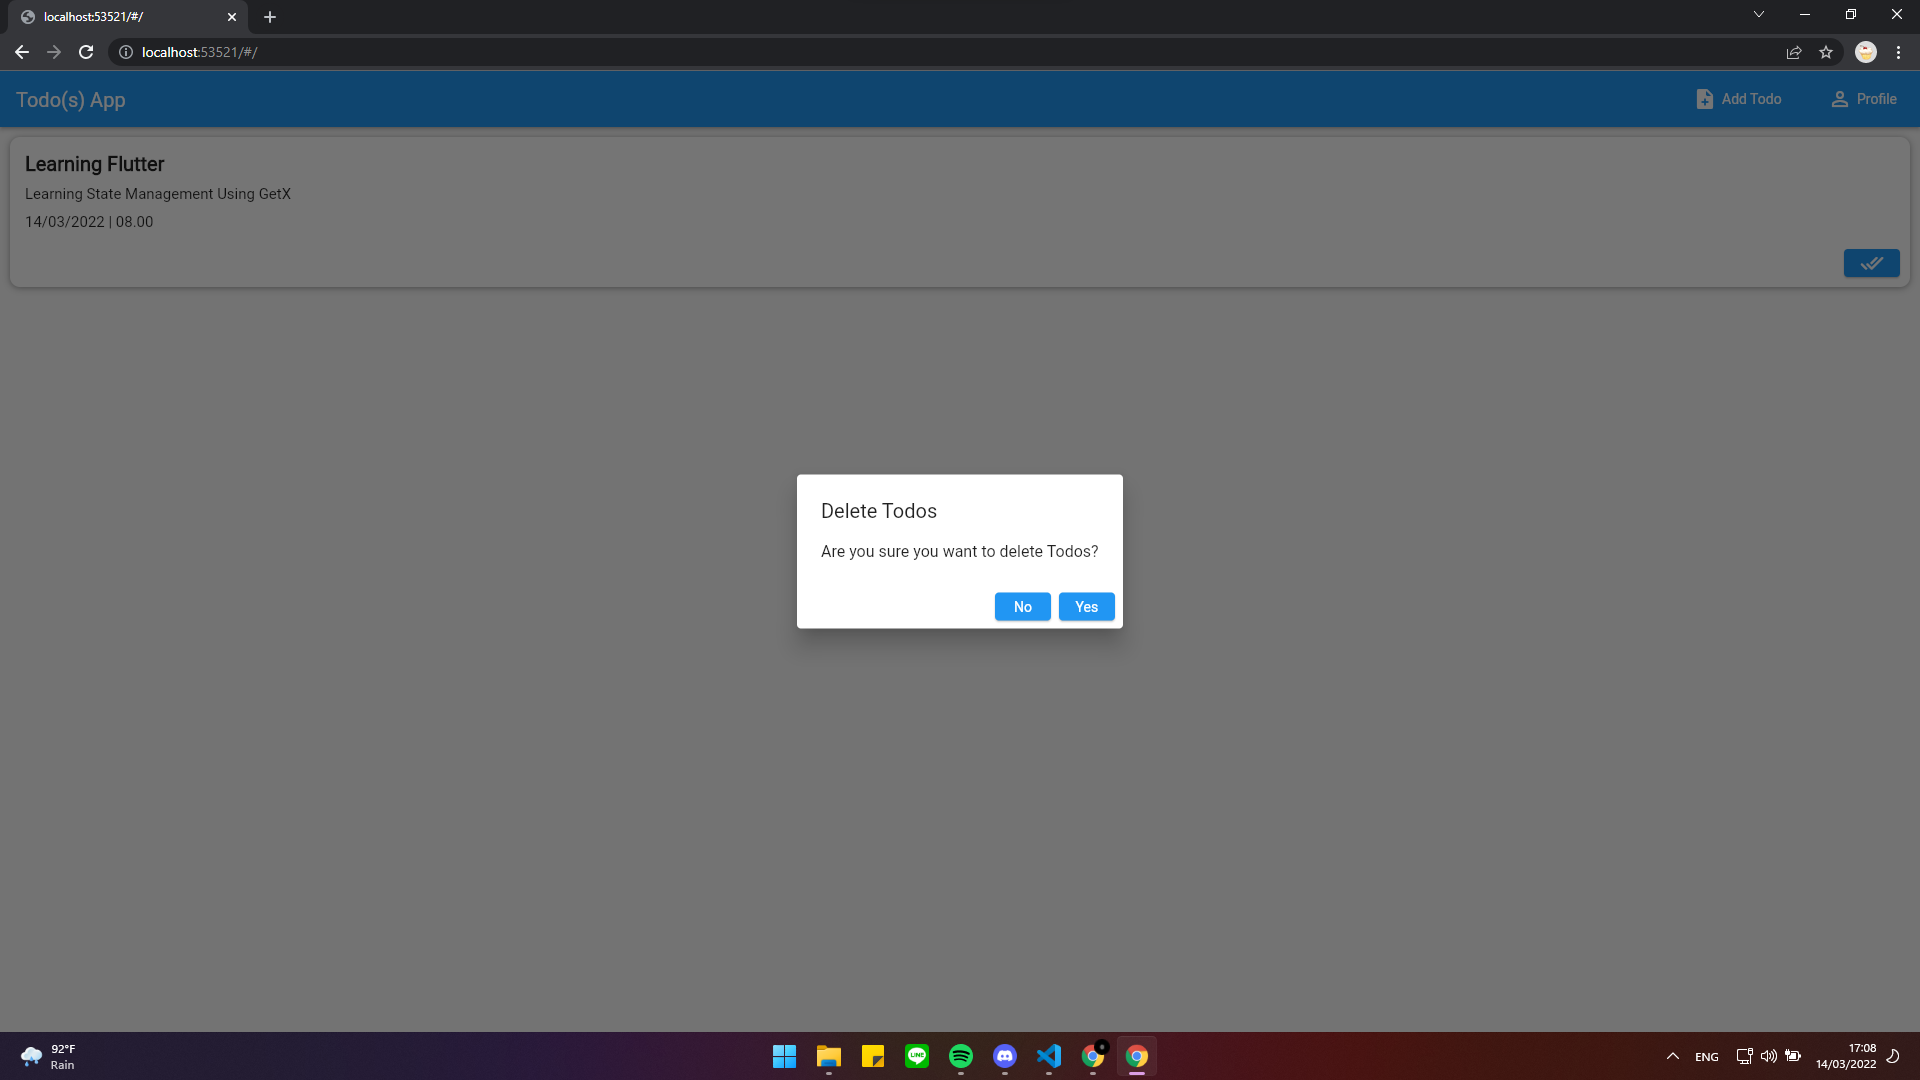 localhost:53521/#/
localhost:53521/#/
Todo(s) App
Add Todo
Profile
Learning Flutter
Learning State Management Using GetX
14/03/2022 | 08.00
Delete Todos
Are you sure you want to delete Todos?
No
Yes
92°F
Rain
LINE
ENG
17:08
14/03/2022